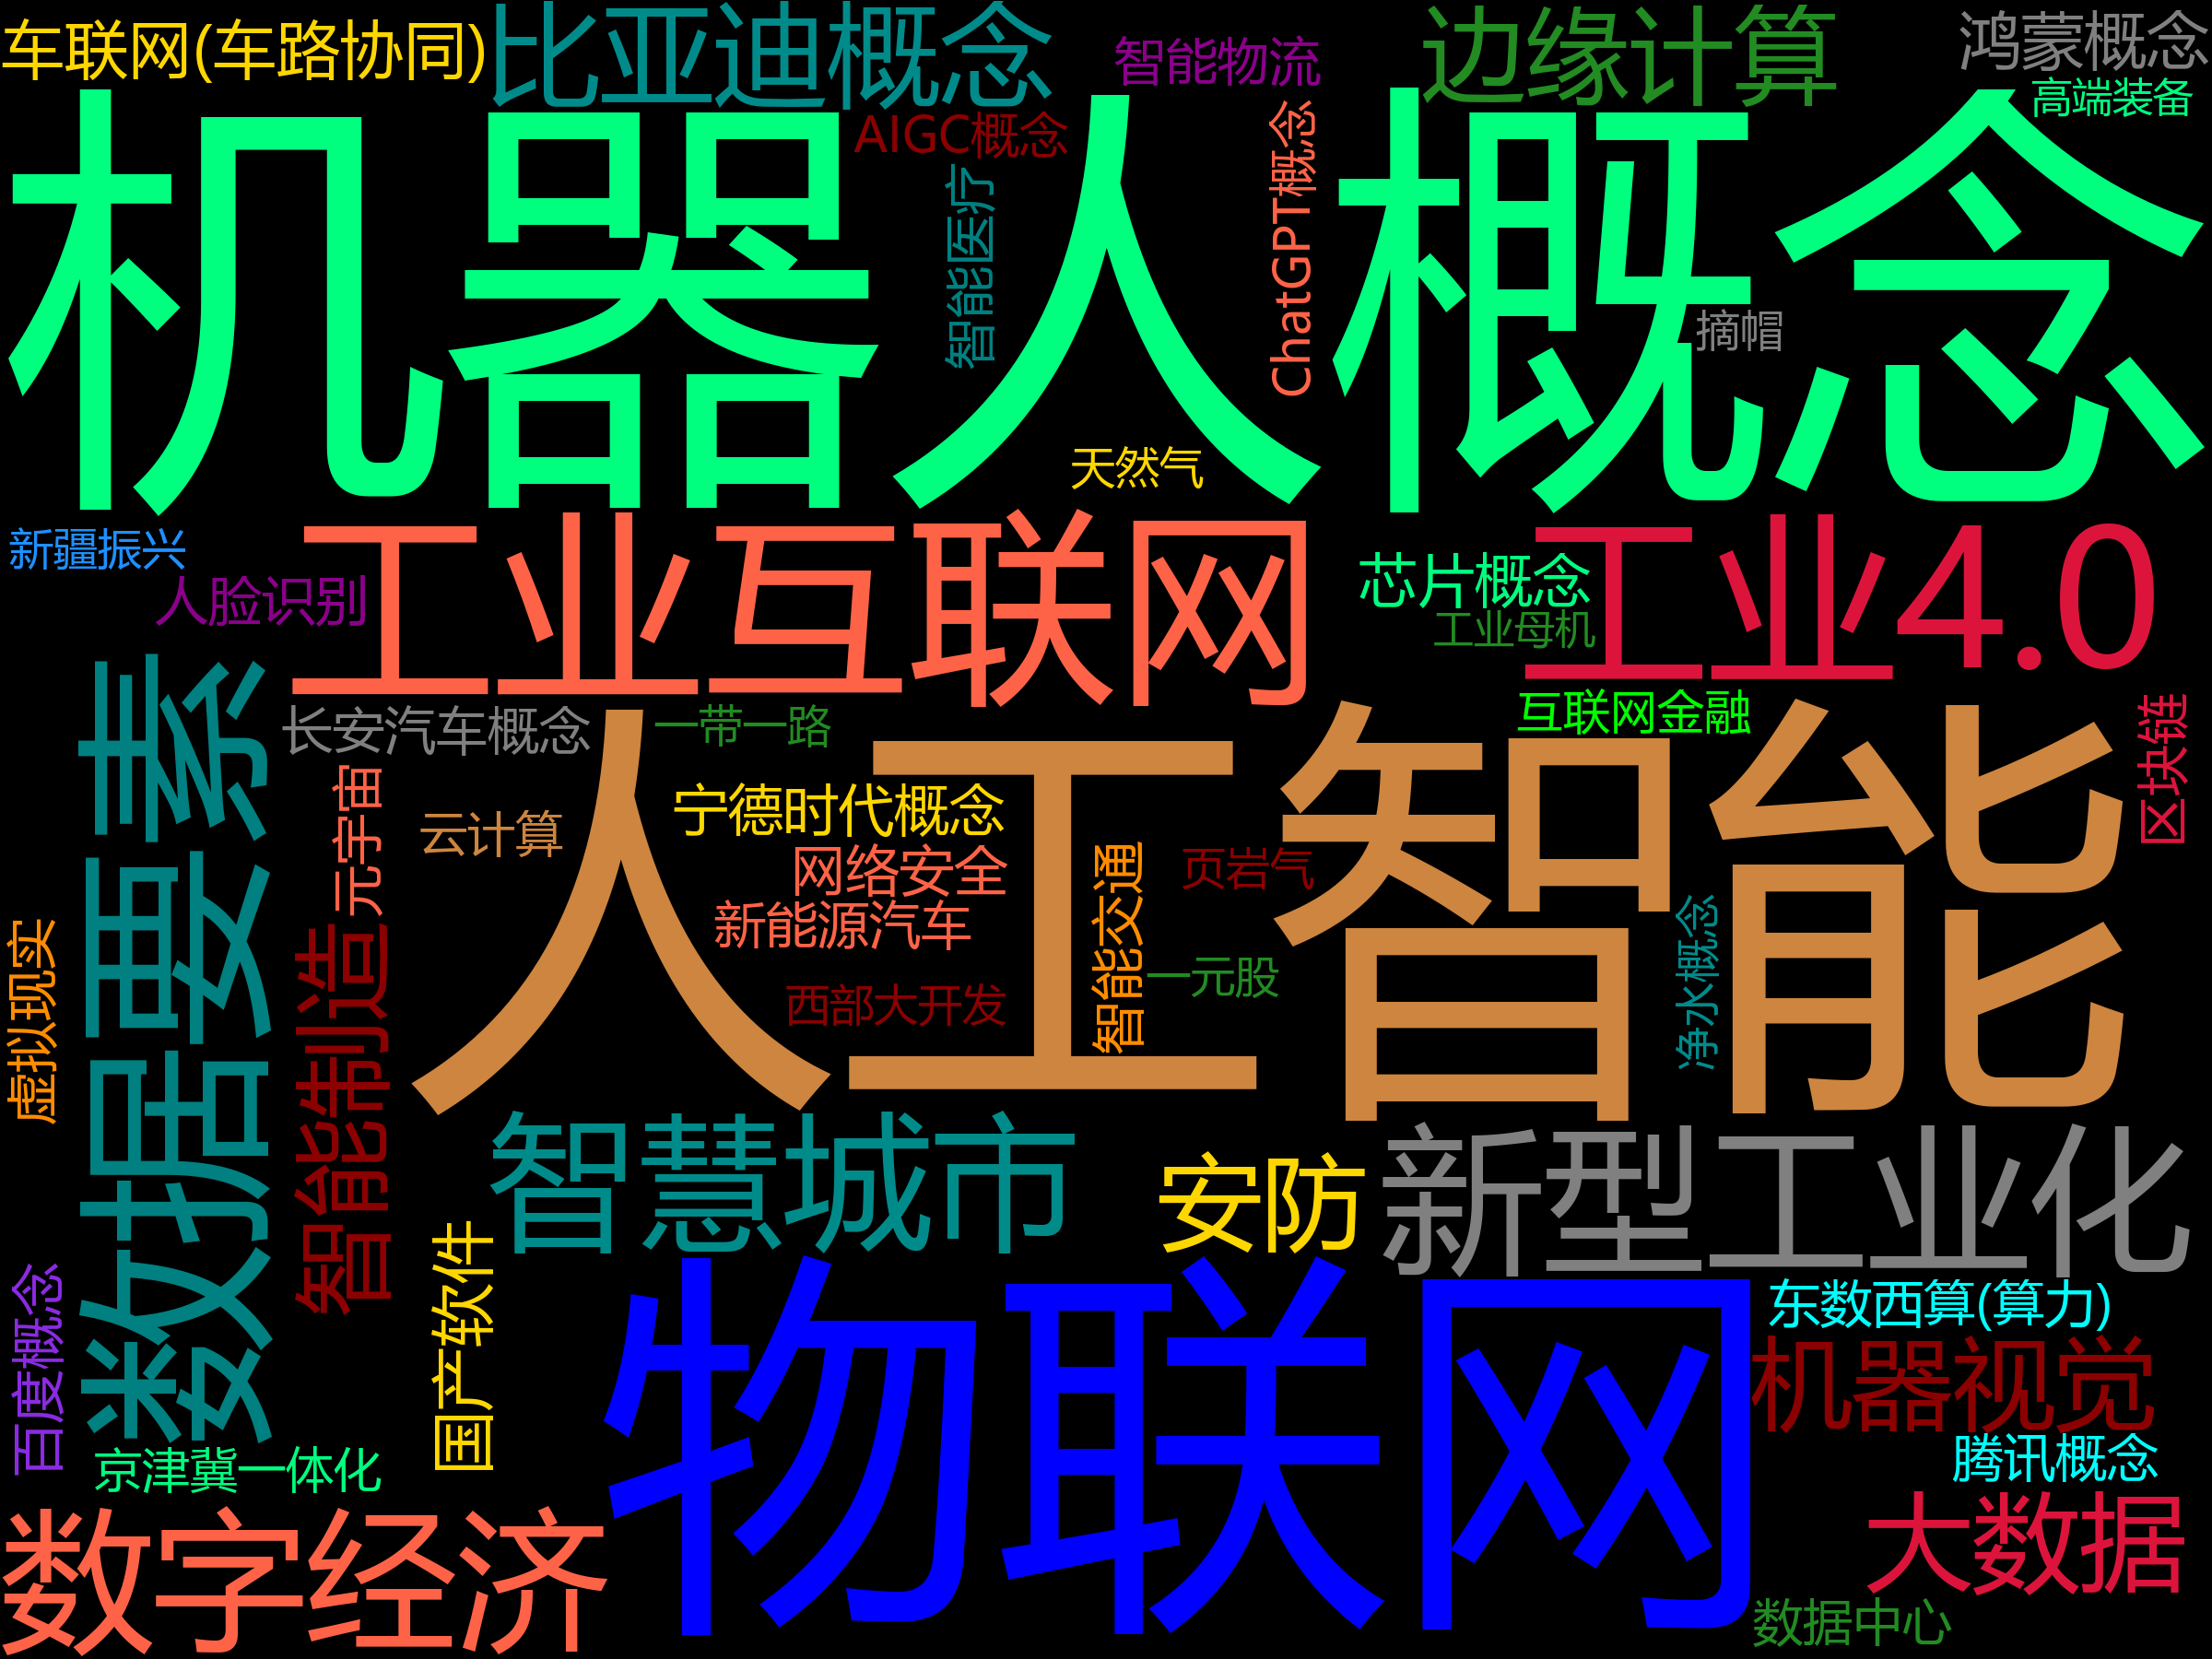 车联网(车路协同)
比亚迪概念
智能物流
边缘计算
鸿蒙概念
高端装备
AIGC概念
ChatGPT概念
智能医疗
机器人概念
摘帽
天然气
新疆振兴
人脸识别
工业互联网
芯片概念
工业母机
工业4.0
互联网金融
区块链
长安汽车概念
一带一路
元宇宙
云计算
宁德时代概念
网络安全
新能源汽车
西部大开发
智能交通
页岩气
一元股
净水概念
人工智能
数据要素
智能制造
虚拟现实
智慧城市
安防
新型工业化
国产软件
百度概念
京津冀一体化
物联网
东数西算(算力)
机器视觉
腾讯概念
大数据
数字经济
数据中心